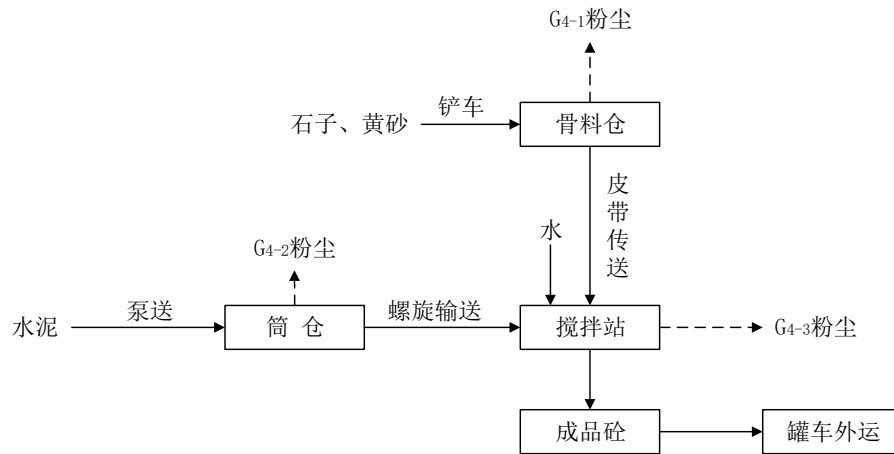 G4-1粉尘
铲车
石子、黄砂
骨料仓
皮带传送
水
G4-2粉尘
水泥
泵送
筒 仓
螺旋输送
搅拌站
G4-3粉尘
成品砼
罐车外运